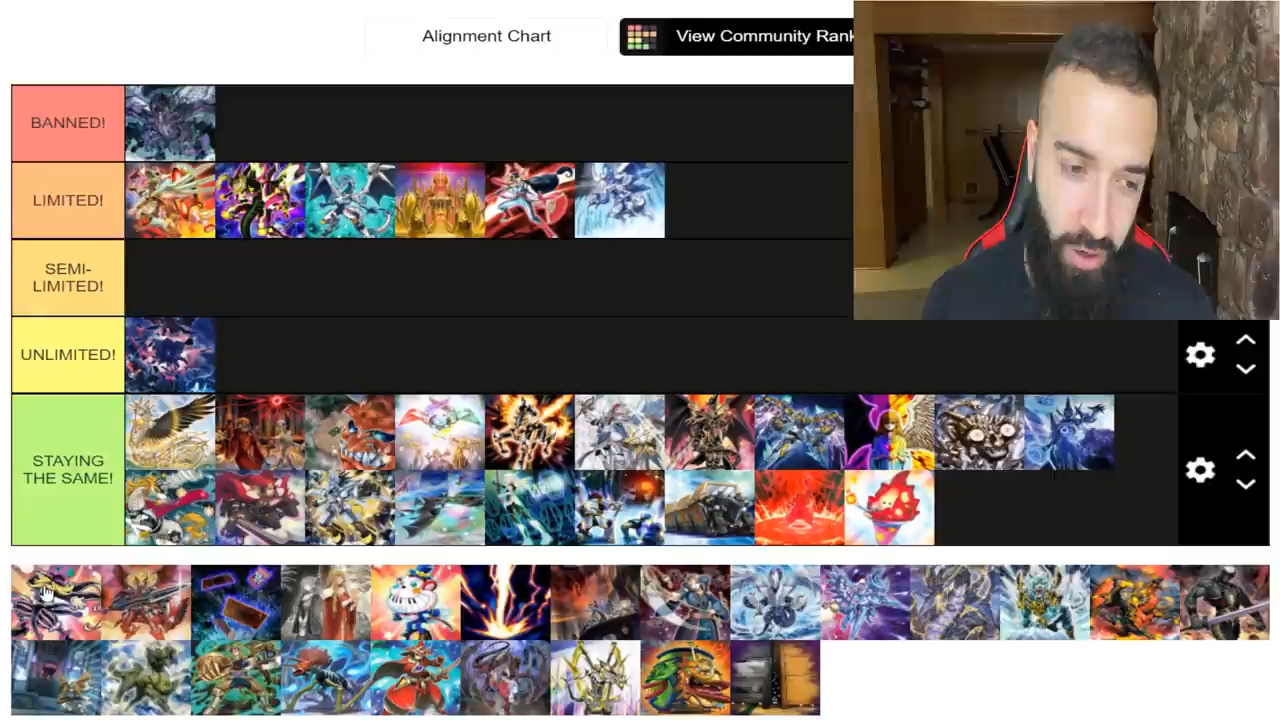 Alignment Chart
View Community Rank
BANNED!
LIMITED!
SEMI-
LIMITED!
UNLIMITED!
STAYING
THE SAME!